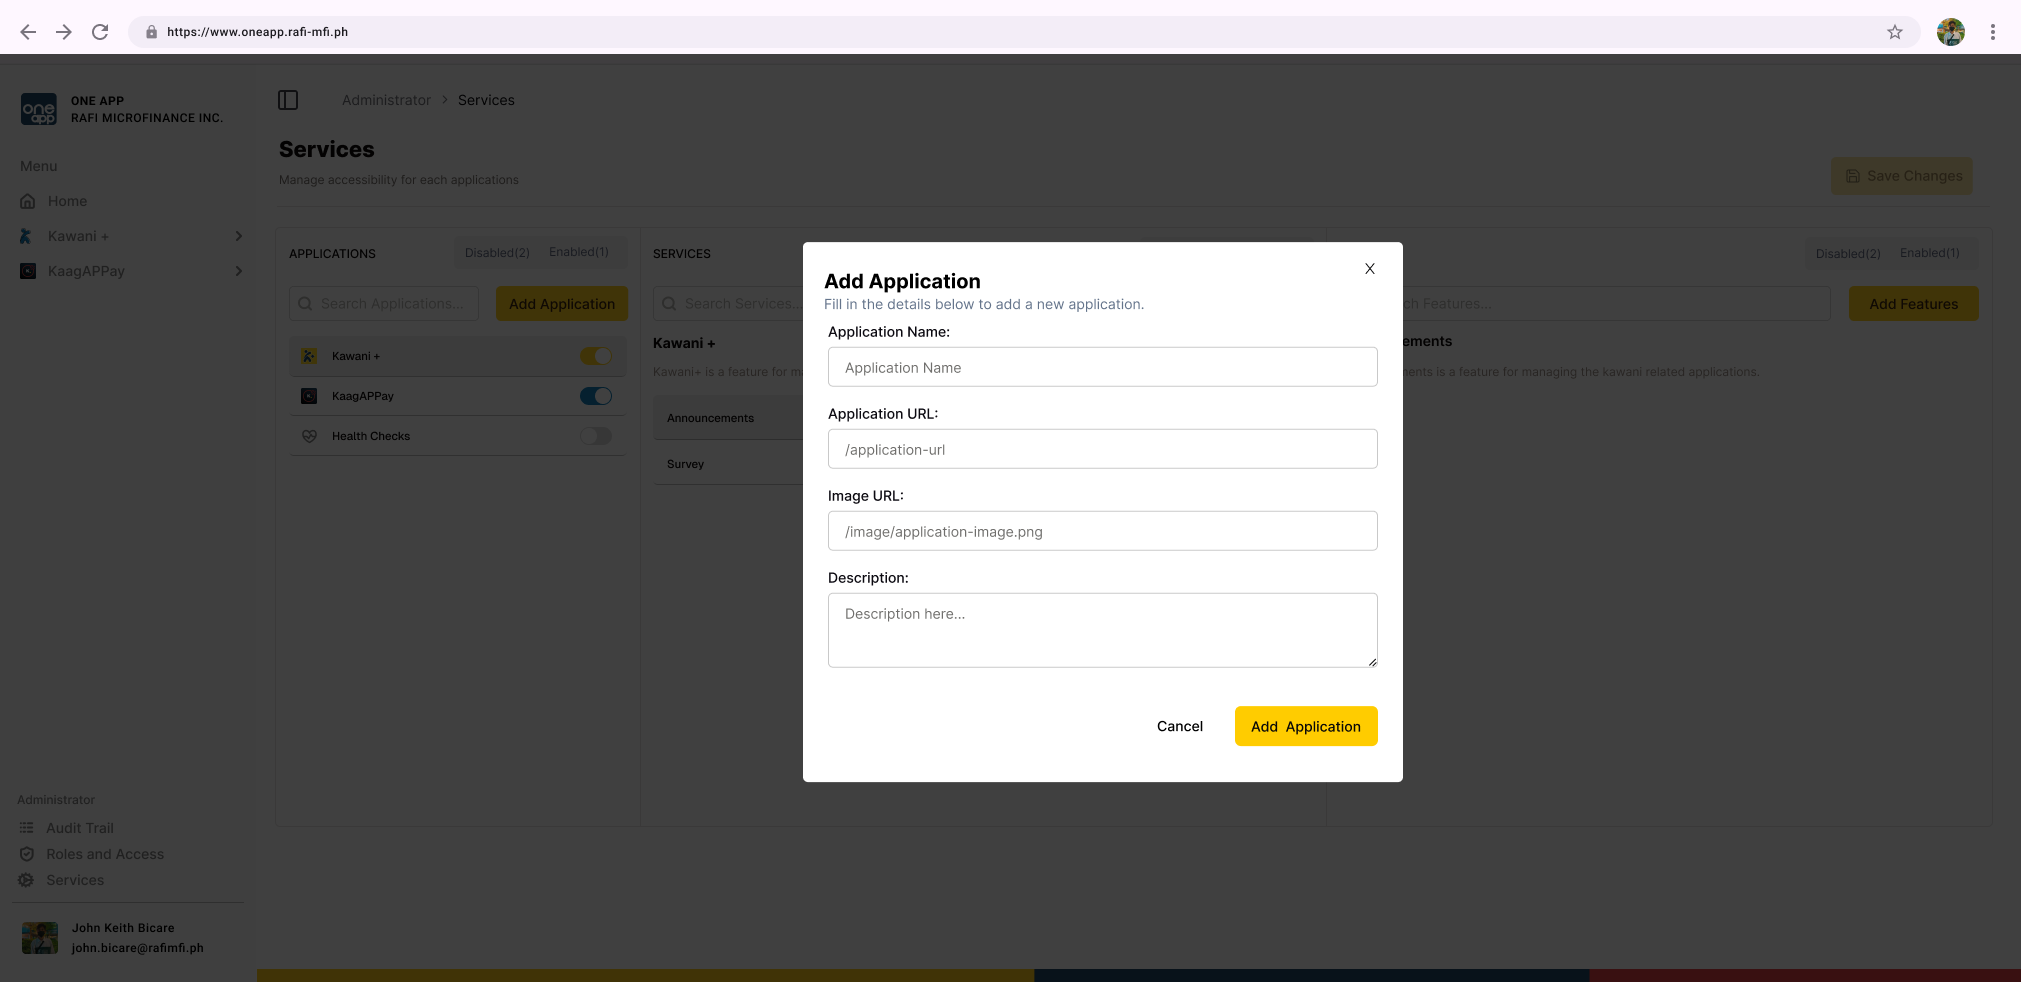 https://www.oneapp.rafi-mfi.ph
one
app
ONE APP
RAFI MICROFINANCE INC.
Menu
Home
Kawani +
KaagAPPay
Administrator
Audit Trail
Roles and Access
Services
John Keith Bicare
john.bicare@rafimfi.ph
Administrator > Services
Services
Manage accessibility for each applications
Save Changes
APPLICATIONS
Disabled(2) Enabled(1)
Search Applications...
Add Application
Kawani +
KaagAPPay
Health Checks
SERVICES
Search Services...
Kawani +
Kawani+ is a feature for m
Announcements
Survey
Disabled(2) Enabled(1)
ch Features...
Add Features
ements
ments is a feature for managing the kawani related applications.
Add Application
X
Fill in the details below to add a new application.
Application Name:
Application Name
Application URL:
/application-url
Image URL:
/image/application-image.png
Description:
Description here...
Cancel
Add Application